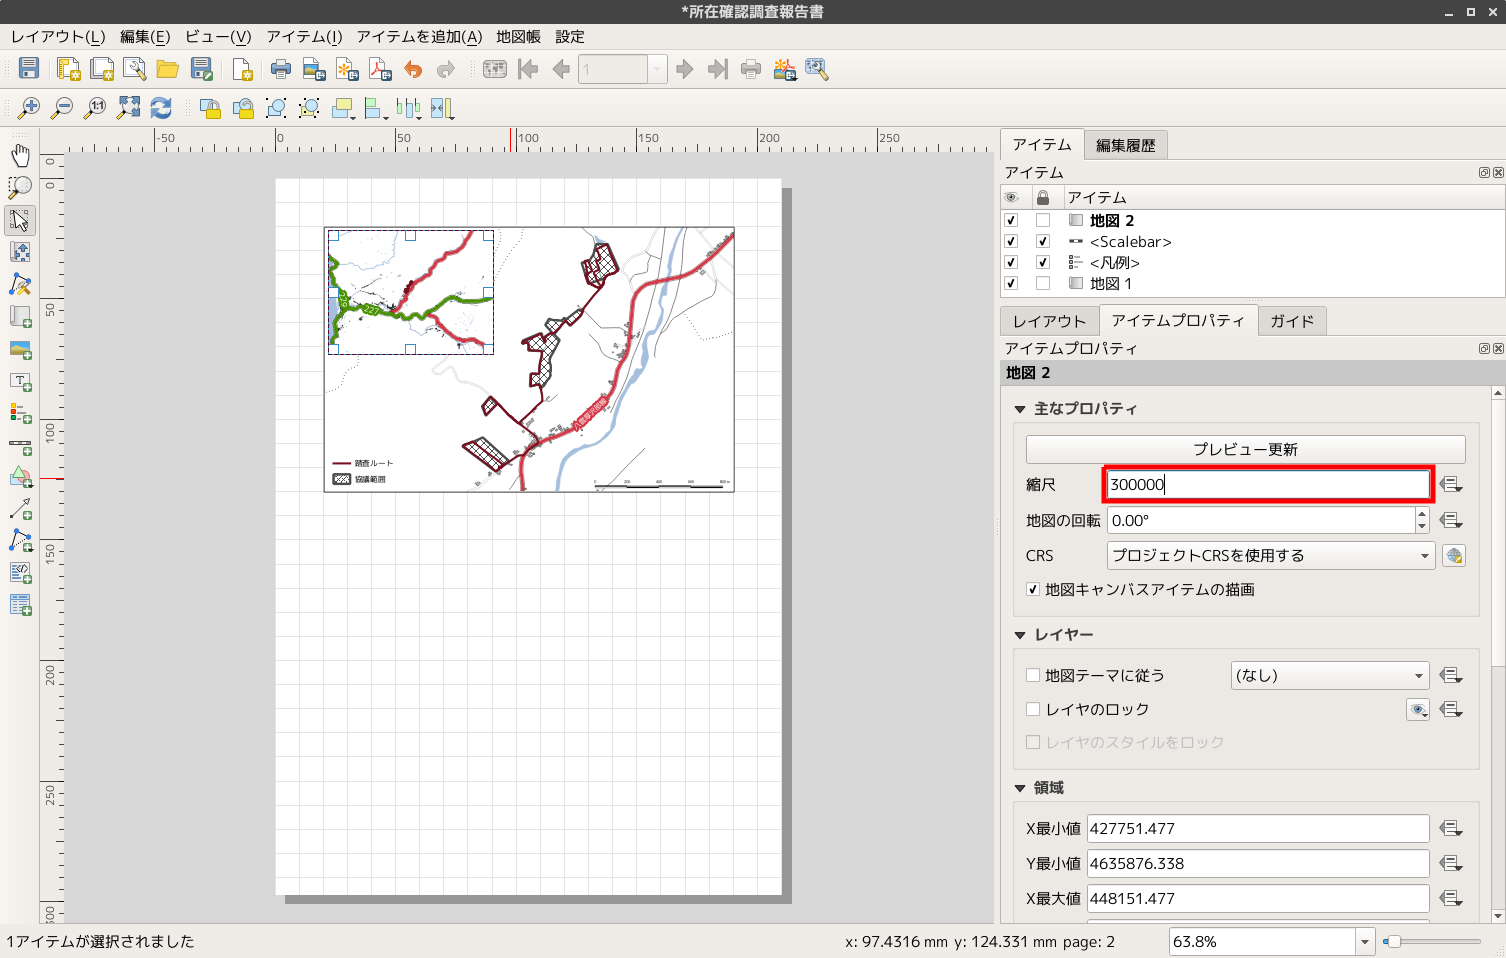 *所在確認調査報告書
レイアウト(L) 編集(E) ビュー(V) アイテム(I) アイテムを追加(A) 地図帳 設定
1
1:1
-50 0 50 100 150 200 250
0
0
50
100
150
200
250
300
アイテム 編集履歴
アイテム
アイテム
地図 2
<Scalebar>
<凡例>
地図 1
レイアウト アイテムプロパティ ガイド
アイテムプロパティ
地図 2
主なプロパティ
プレビュー更新
縮尺 300000
地図の回転 0.00°
CRS プロジェクトCRSを使用する
地図キャンバスアイテムの描画
レイヤー
地図テーマに従う (なし)
レイヤのロック
レイヤのスタイルをロック
領域
X最小値 427751.477
Y最小値 4635876.338
X最大値 448151.477
227
調査ルート
協議範囲
0 200 400 600 800 m
1アイテムが選択されました
x: 97.4316 mm y: 124.331 mm page: 2
63.8%